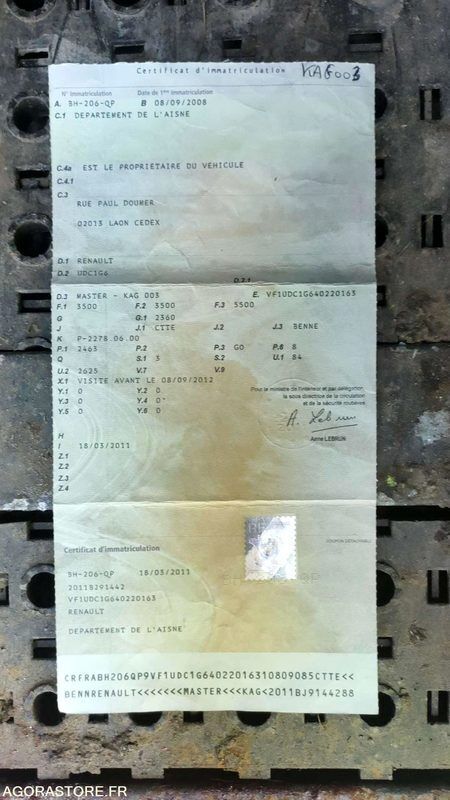 Certificat d'immatriculation KAG003
N° immatriculation Date de 1ère immatriculation
A. BH-206-QP B 08/09/2008
C.1 DEPARTEMENT DE L'AISNE
C.4a EST LE PROPRIETAIRE DU VEHICULE
C.4.1
C.3
RUE PAUL DOUMER
02013 LAON CEDEX
D.1 RENAULT
D.2 UDC1G6
D.2.1
D.3 MASTER - KAG 003 E. VF1UDC1G640220163
F.1 3500 F.2 3500 F.3 5500
G G.1 2360
J J.1 CTTE J.2 J.3 BENNE
K P-2278.06.00
P.1 2463 P.2 P.3 GO P.6 8
Q S.1 3 S.2 U.1 84
U.2 2625 V.7 V.9
X.1 VISITE AVANT LE 08/09/2012
Y.1 0 Y.2 0
Y.3 0 Y.4 0
Y.5 0 Y.6 0
Pour le ministre de l'intérieur et par délégation,
la sous directrice de la circulation
et de la sécurité routières
A. Lebrun
Anne LEBRUN
H
I 18/03/2011
Z.1
Z.2
Z.3
Z.4
COUPON DÉTACHABLE
Certificat d'immatriculation
BH-206-QP 18/03/2011
2011BZ91442
VF1UDC1G640220163
RENAULT
DEPARTEMENT DE L'AISNE
CRFRABH206QP9VF1UDC1G64022016310809085CTTE<<
BENNRENAULT<<<<<<<MASTER<<<KAG<2011BJ9144288
AGORASTORE.FR